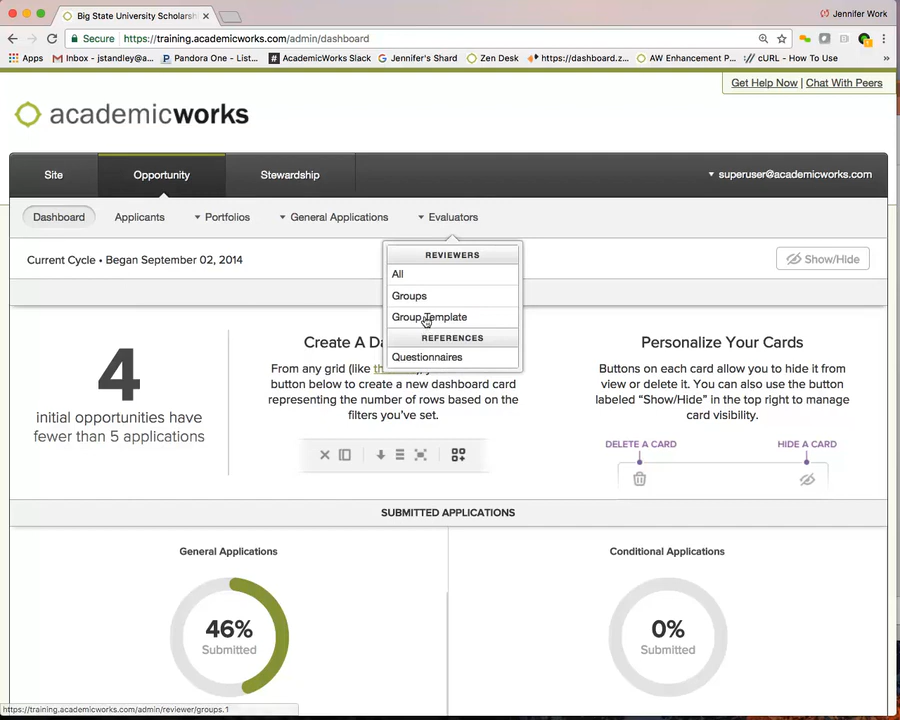 Big State University Scholarsh
Jennifer Work
Secure
https://training.academicworks.com/admin/dashboard
Apps
Inbox - jstandley@a...
Pandora One - List...
AcademicWorks Slack
Jennifer's Shard
Zen Desk
https://dashboard.z...
AW Enhancement P...
cURL - How To Use
»
Get Help Now | Chat With Peers
academicworks
Site
Opportunity
Stewardship
superuser@academicworks.com
Dashboard
Applicants
Portfolios
General Applications
Evaluators
Current Cycle • Began September 02, 2014
Show/Hide
REVIEWERS
All
Groups
Group Template
REFERENCES
Questionnaires
4
initial opportunities have
fewer than 5 applications
Create A Da
From any grid (like
button below to create a new dashboard card
representing the number of rows based on the
filters you've set.
Personalize Your Cards
Buttons on each card allow you to hide it from
view or delete it. You can also use the button
labeled "Show/Hide" in the top right to manage
card visibility.
DELETE A CARD
HIDE A CARD
SUBMITTED APPLICATIONS
General Applications
46%
Submitted
Conditional Applications
0%
Submitted
https://training.academicworks.com/admin/reviewer/groups.1